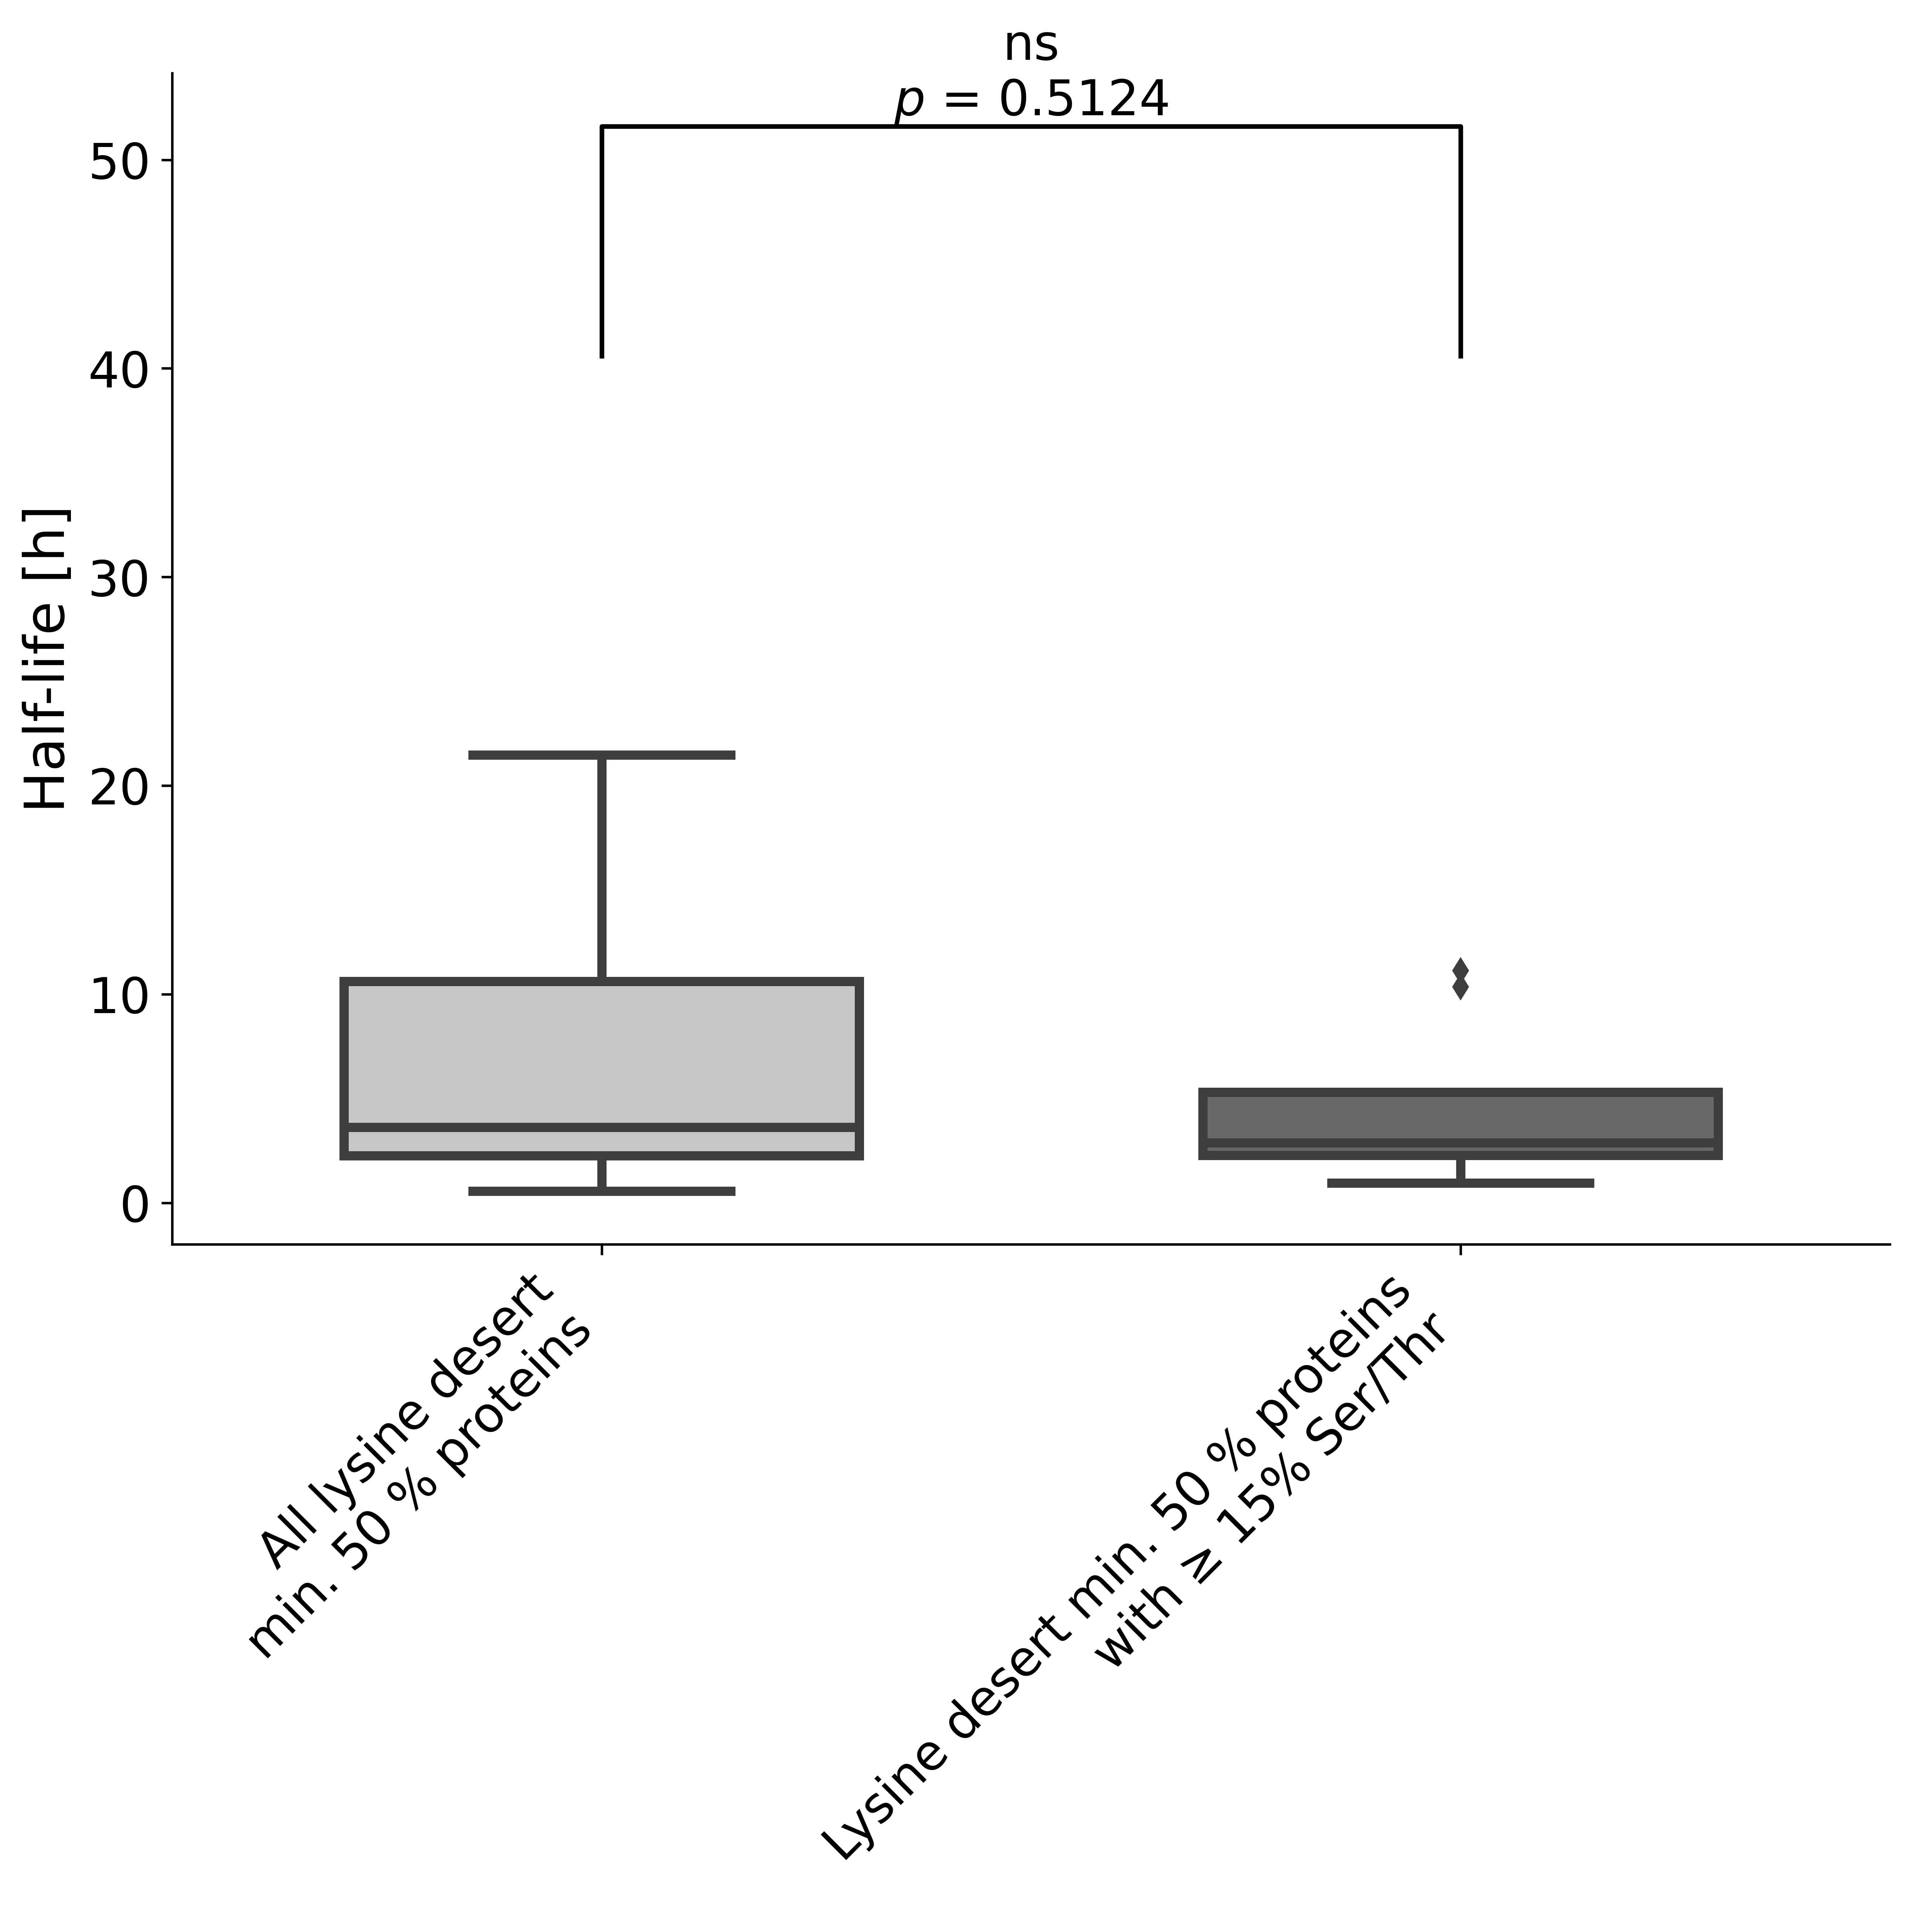 ns
p = 0.5124
50
40
30
20
10
0
Half-life [h]
All lysine desert
min. 50 % proteins
Lysine desert min. 50 % proteins
with ≥ 15% Ser/Thr